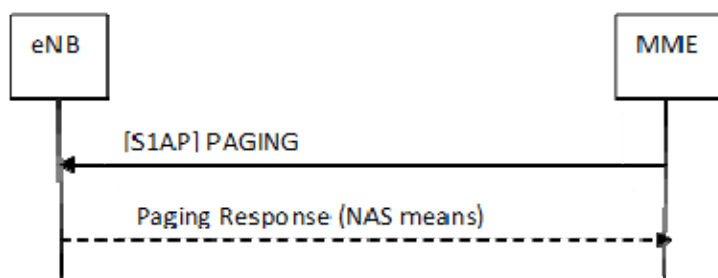 eNB
MME
[S1AP] PAGING
Paging Response (NAS means)